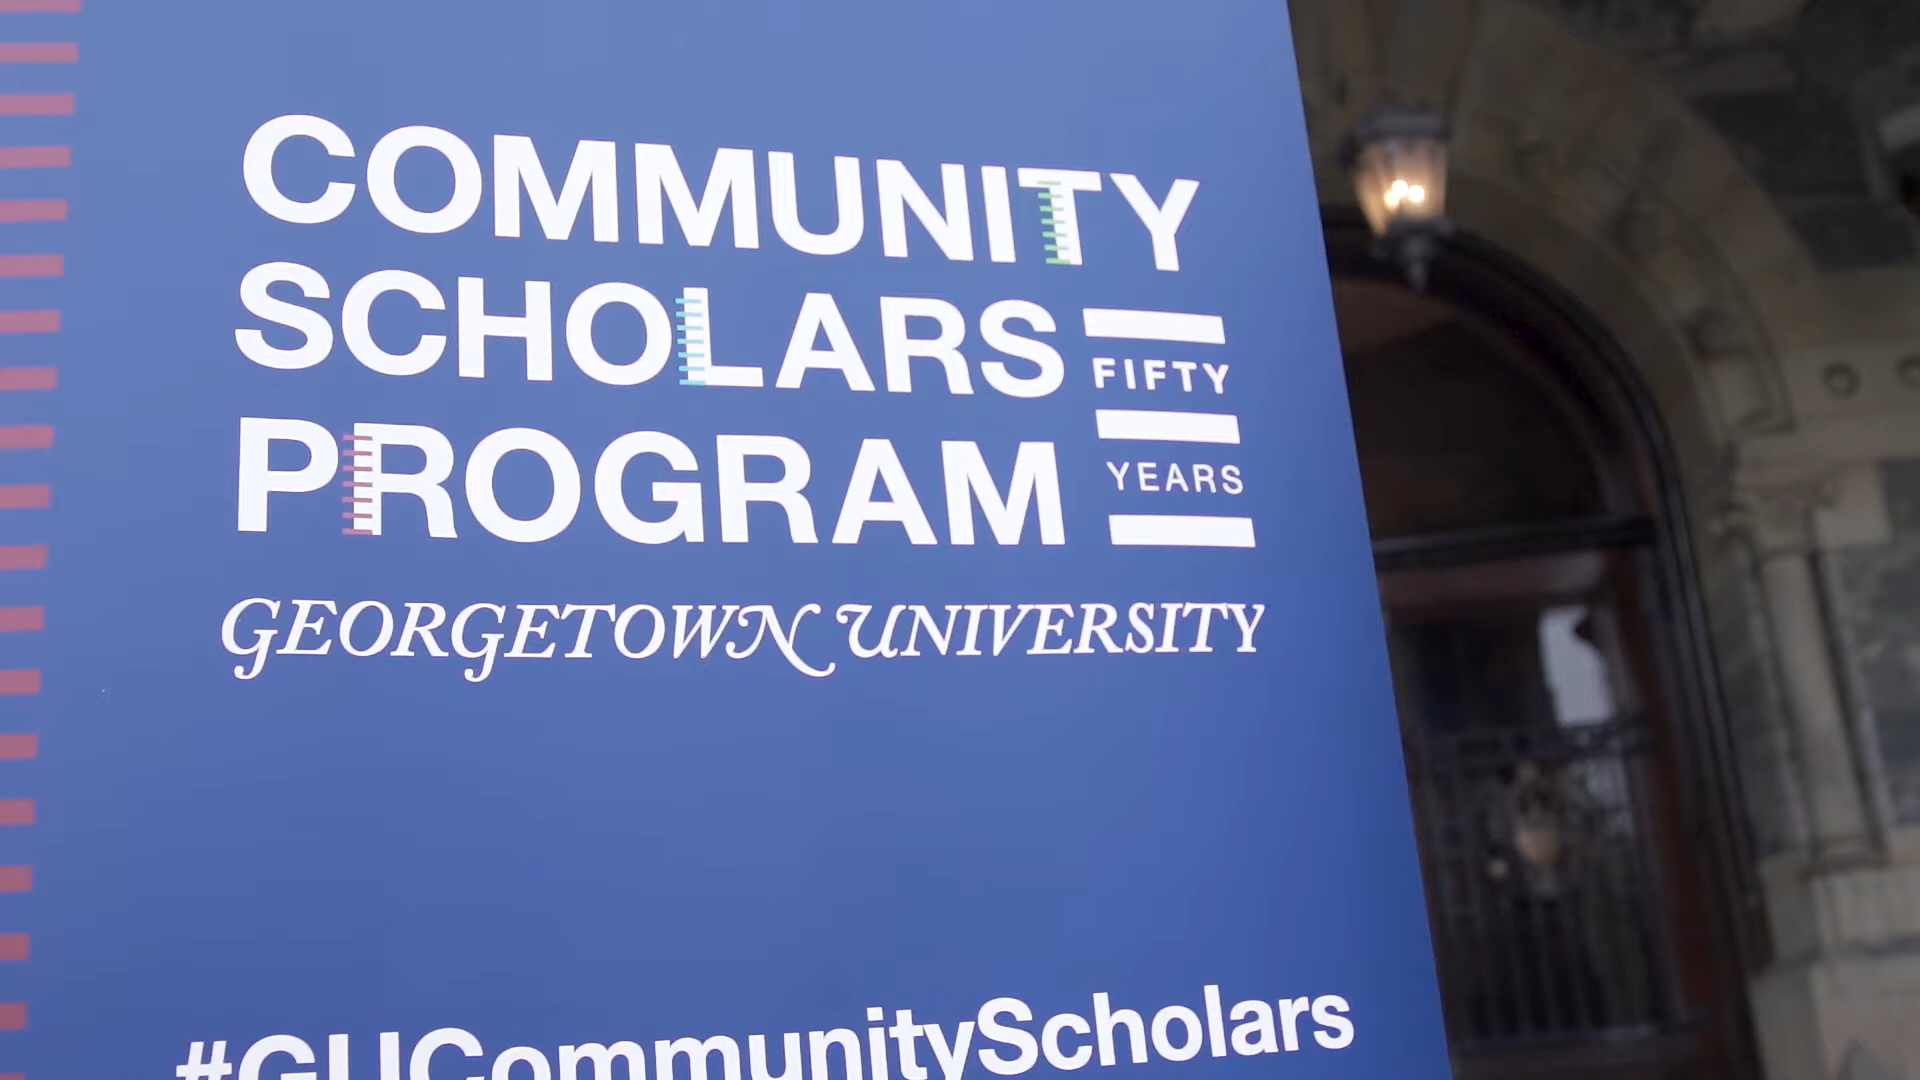 COMMUNITY
SCHOLARS
PROGRAM
FIFTY
YEARS
GEORGETOWN UNIVERSITY
#GUCommunityScholars